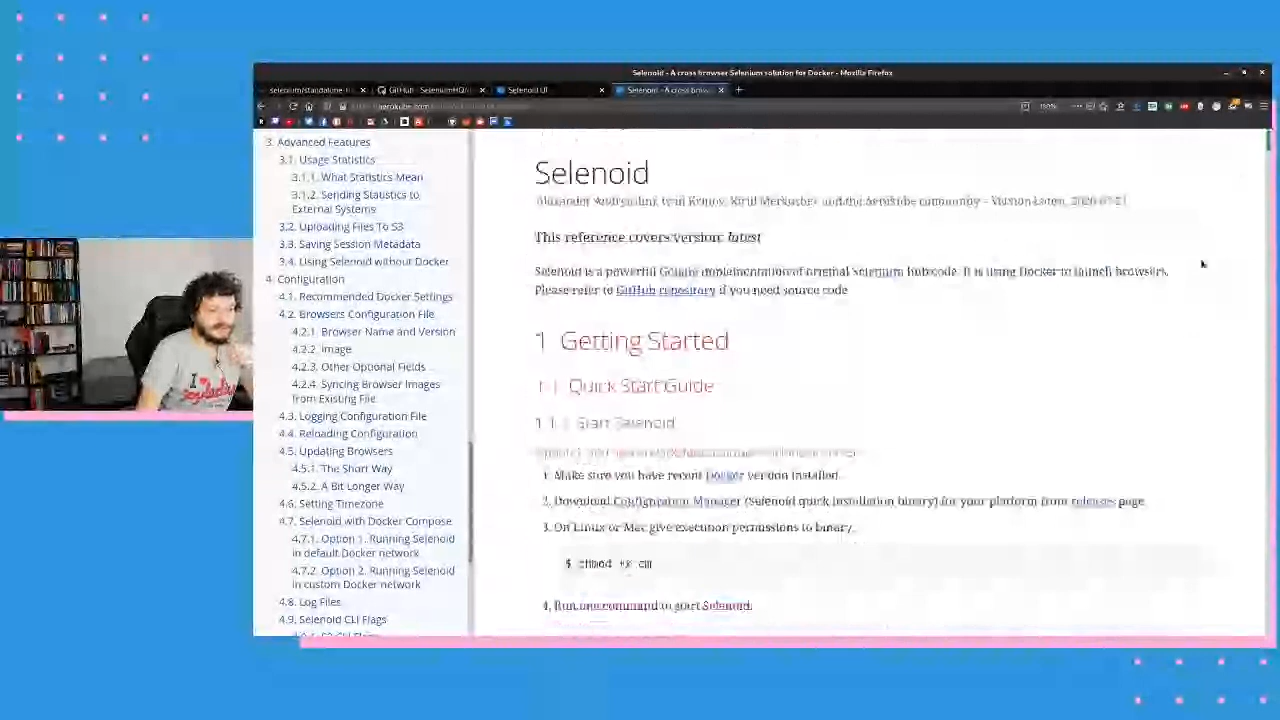 Selenoid - A cross browser Selenium solution for Docker - Mozilla Firefox
GitHub - SeleniumHQ/
Selenoid UI
Selenoid - A cross brow
3. Advanced Features
3.1. Usage Statistics
3.1.1. What Statistics Mean
3.1.2. Sending Statistics to
External Systems
3.2. Uploading Files To S3
3.3. Saving Session Metadata
3.4. Using Selenoid without Docker
4. Configuration
4.1. Recommended Docker Settings
4.2. Browsers Configuration File
4.2.1. Browser Name and Version
4.2.2. Image
4.2.3. Other Optional Fields
4.2.4. Syncing Browser Images
from Existing File
4.3. Logging Configuration File
4.4. Reloading Configuration
4.5. Updating Browsers
4.5.1. The Short Way
4.5.2. A Bit Longer Way
4.6. Setting Timezone
4.7. Selenoid with Docker Compose
4.7.1. Option 1. Running Selenoid
in default Docker network
4.7.2. Option 2. Running Selenoid
in custom Docker network
4.8. Log Files
4.9. Selenoid CLI Flags
Selenoid
and the Aerokube community – Version Latest,
This reference covers version: latest
Selenoid is a powerful Golang implementation of original Selenium hub code. It is using Docker to launch browsers.
Please refer to GitHub repository if you need source code
1 Getting Started
1.1. Quick Start Guide
1.1.1. Start Selenoid
1. Make sure you have recent Docker version installed.
2. Download Configuration Manager (Selenoid quick installation binary) for your platform from releases page.
3. On Linux or Mac give execution permissions to binary.
$ chmod +x cm
4. Run one command to start Selenoid:
I